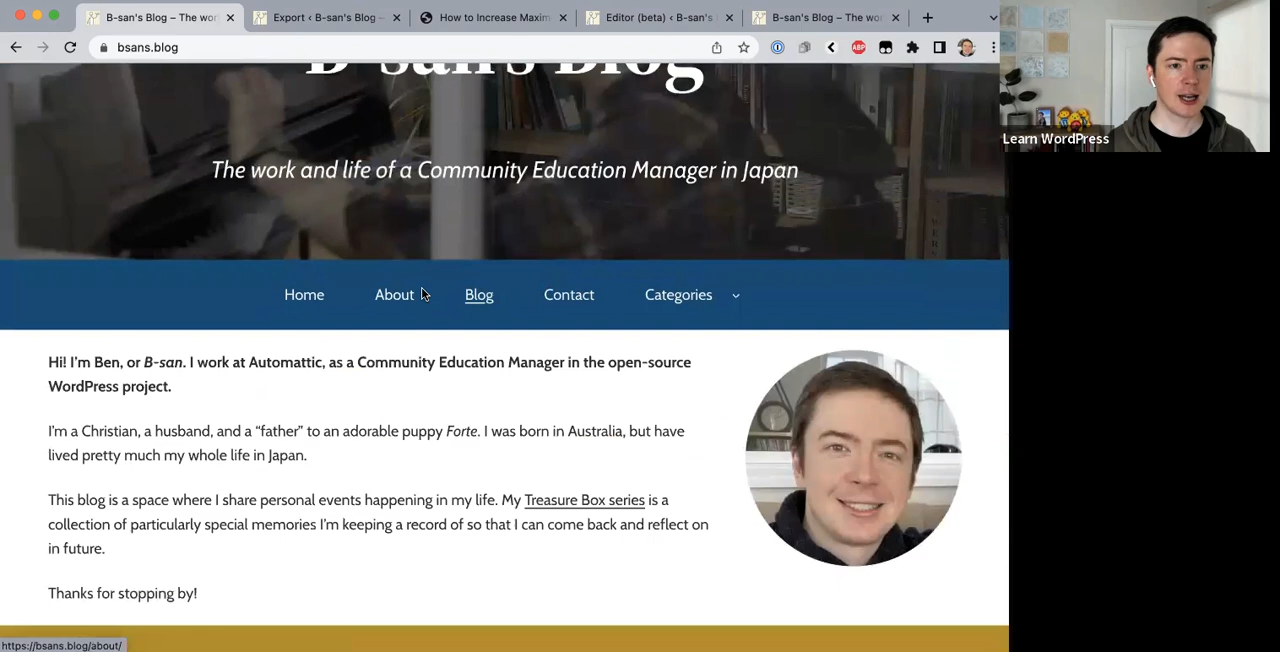 B-san's Blog – The wor
Export ‹ B-san's Blog —
How to Increase Maxim
Editor (beta) ‹ B-san's
B-san's Blog – The wor
bsans.blog
ABP
Learn WordPress
B-san's Blog
The work and life of a Community Education Manager in Japan
Home About Blog Contact Categories
Hi! I'm Ben, or B-san. I work at Automattic, as a Community Education Manager in the open-source
WordPress project.
I'm a Christian, a husband, and a “father” to an adorable puppy Forte. I was born in Australia, but have
lived pretty much my whole life in Japan.
This blog is a space where I share personal events happening in my life. My Treasure Box series is a
collection of particularly special memories I'm keeping a record of so that I can come back and reflect on
in future.
Thanks for stopping by!
https://bsans.blog/about/